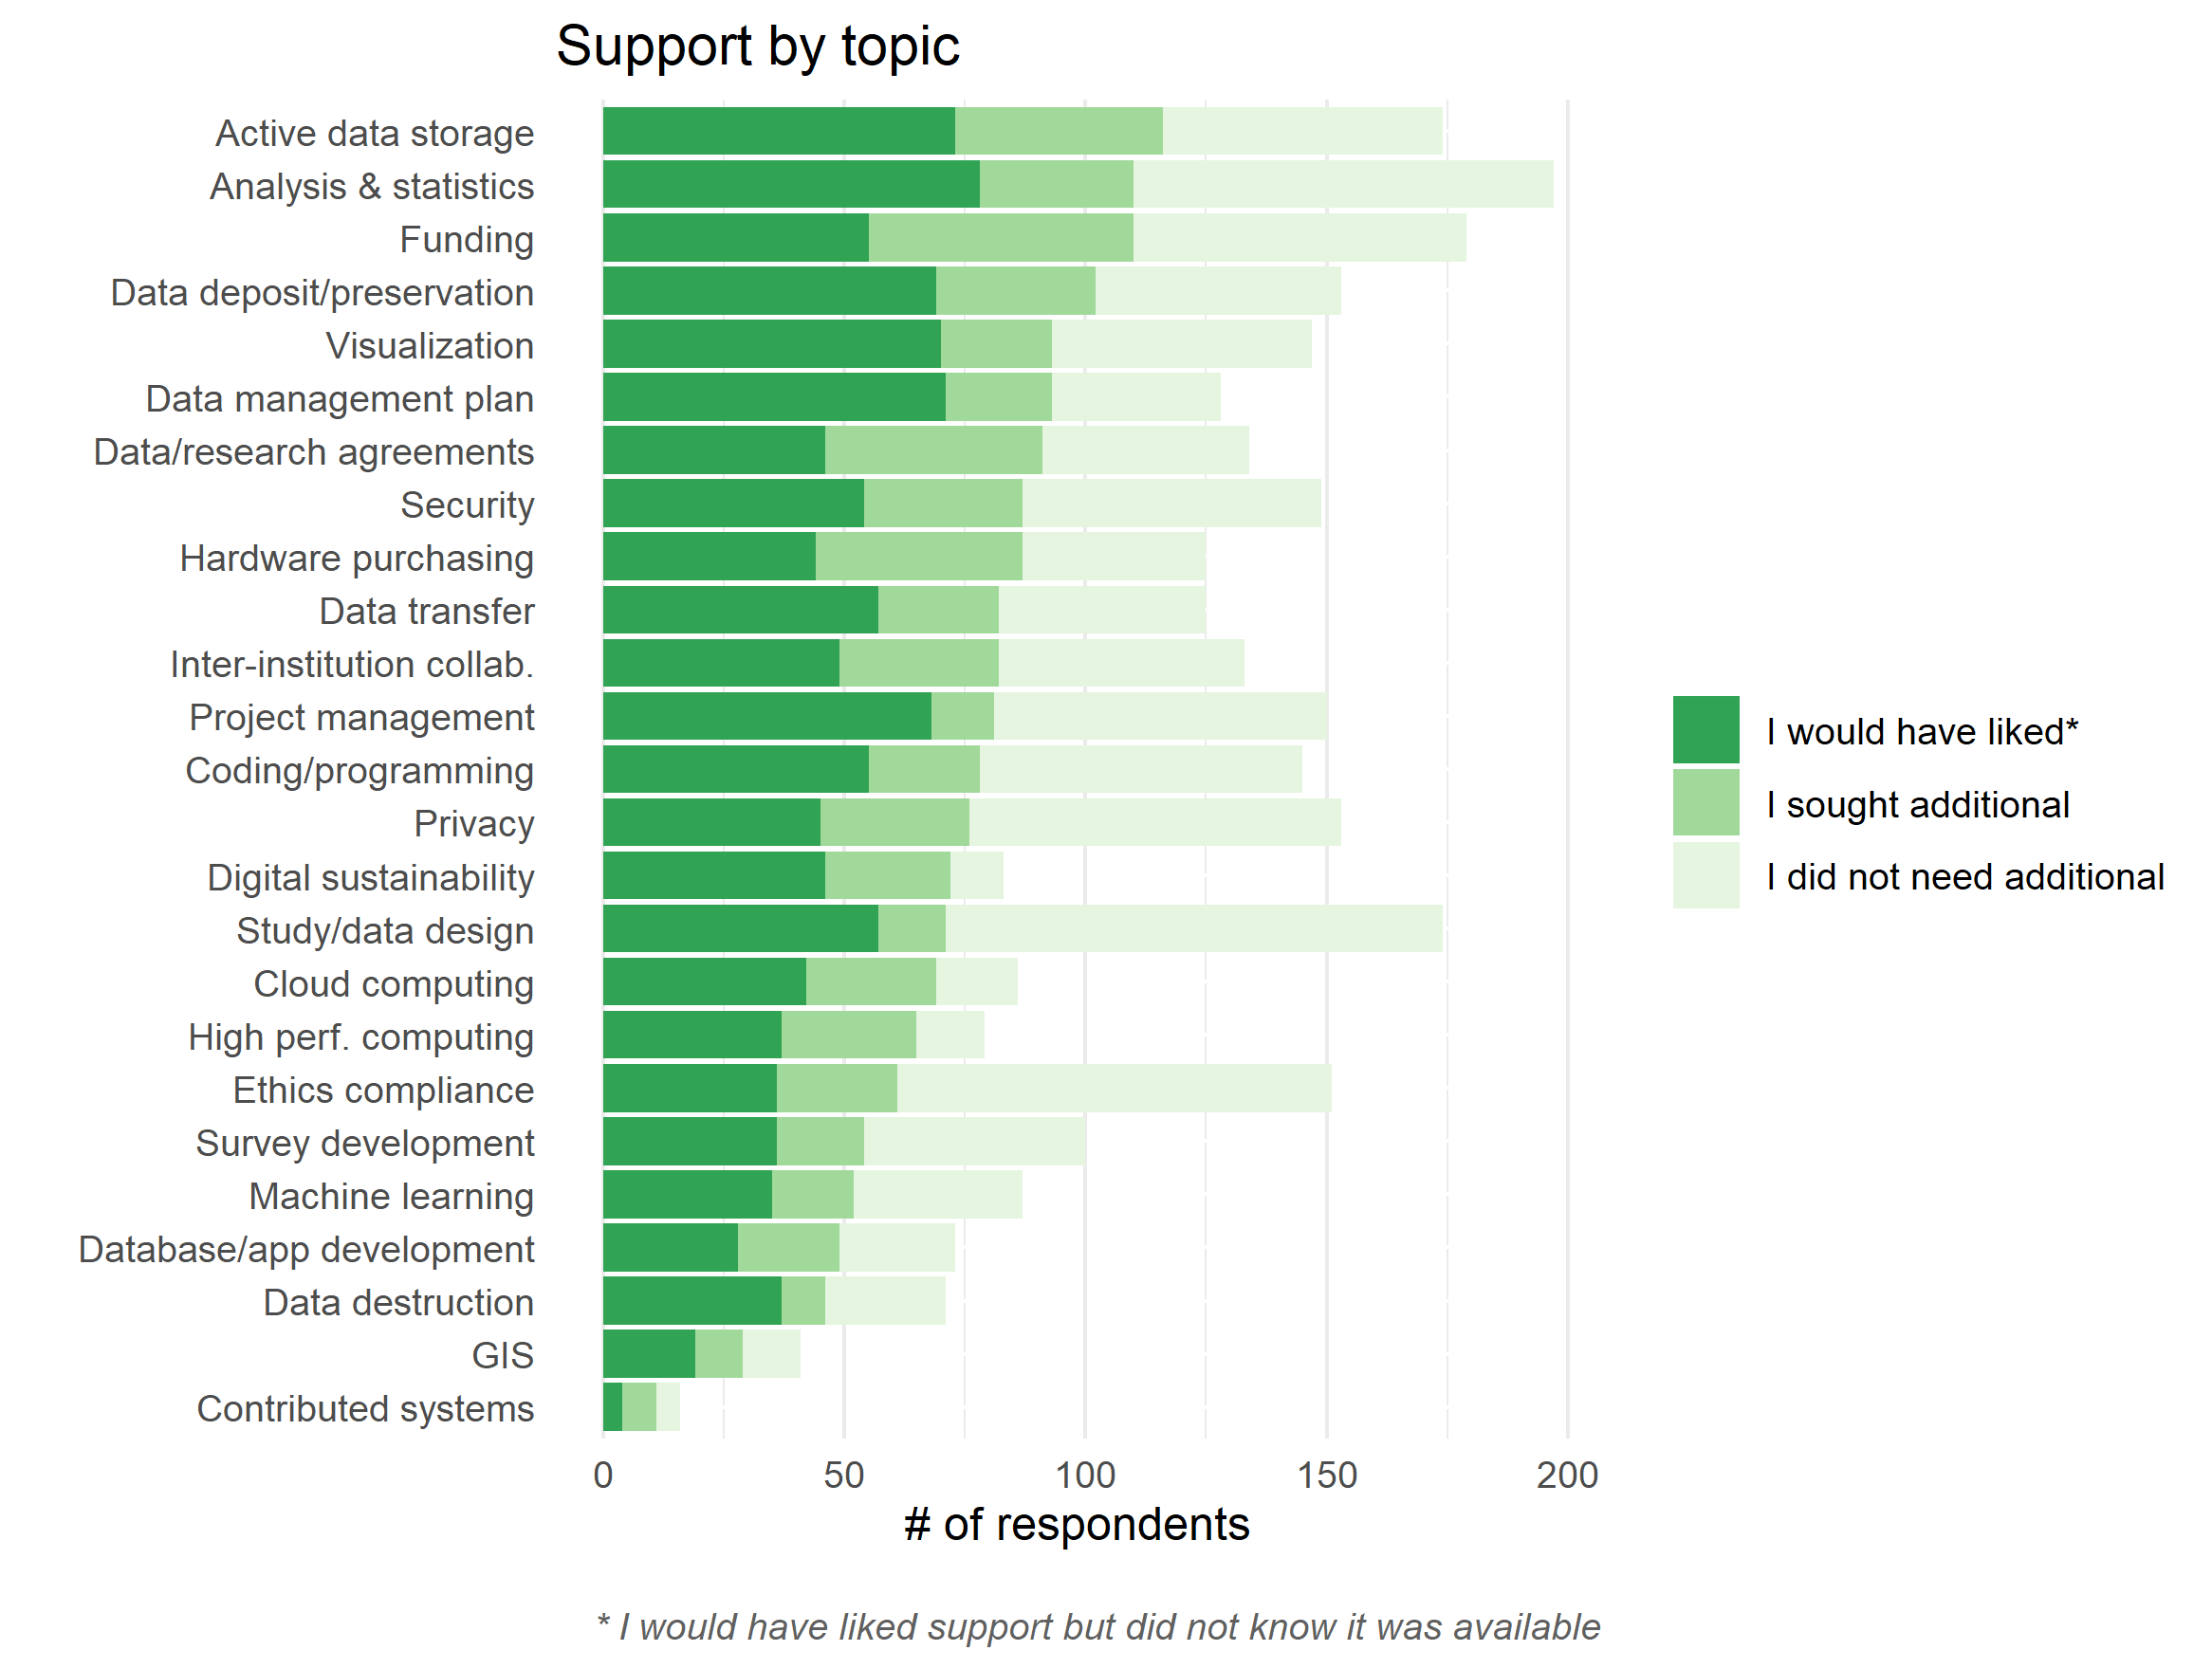 Support by topic
Active data storage
Analysis & statistics
Funding
Data deposit/preservation
Visualization
Data management plan
Data/research agreements
Security
Hardware purchasing
Data transfer
Inter-institution collab.
Project management
Coding/programming
Privacy
Digital sustainability
Study/data design
Cloud computing
High perf. computing
Ethics compliance
Survey development
Machine learning
Database/app development
Data destruction
GIS
Contributed systems
0 50 100 150 200
# of respondents
I would have liked*
I sought additional
I did not need additional
* I would have liked support but did not know it was available